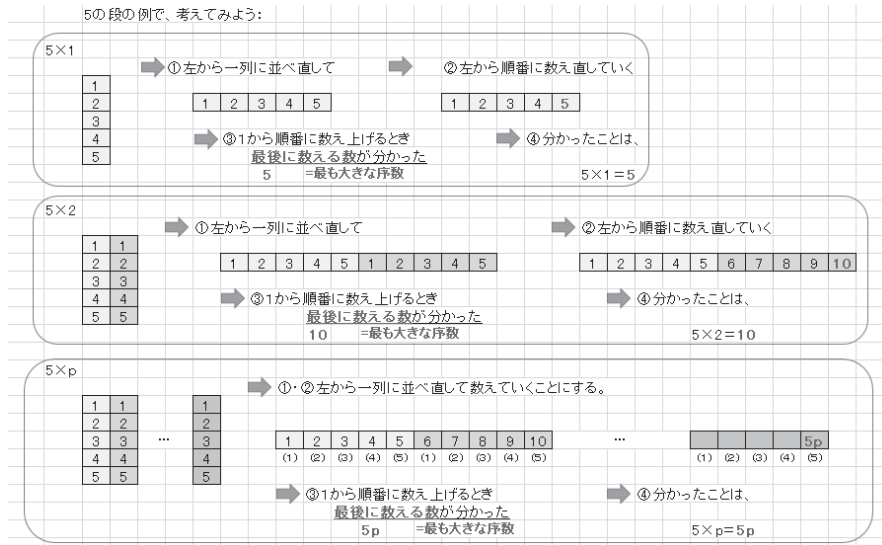 5の段の例で、考えてみよう:
5×1
①左から一列に並べ直して ②左から順番に数え直していく
1
2
3
4
5
1 2 3 4 5 1 2 3 4 5
③1から順番に数え上げるとき ④分かったことは、
最後に数える数が分かった
5 =最も大きな序数 5×1=5
5×2
①左から一列に並べ直して ②左から順番に数え直していく
1 1
2 2
3 3
4 4
5 5
1 2 3 4 5 1 2 3 4 5 1 2 3 4 5 6 7 8 9 10
③1から順番に数え上げるとき ④分かったことは、
最後に数える数が分かった
10 =最も大きな序数 5×2=10
5×p
①・②左から一列に並べ直して数えていくことにする。
1 1 1
2 2 2
3 3 … 3
4 4 4
5 5 5
1 2 3 4 5 6 7 8 9 10 … 5p
(1) (2) (3) (4) (5) (1) (2) (3) (4) (5) (1) (2) (3) (4) (5)
③1から順番に数え上げるとき ④分かったことは、
最後に数える数が分かった
5p =最も大きな序数 5×p=5p